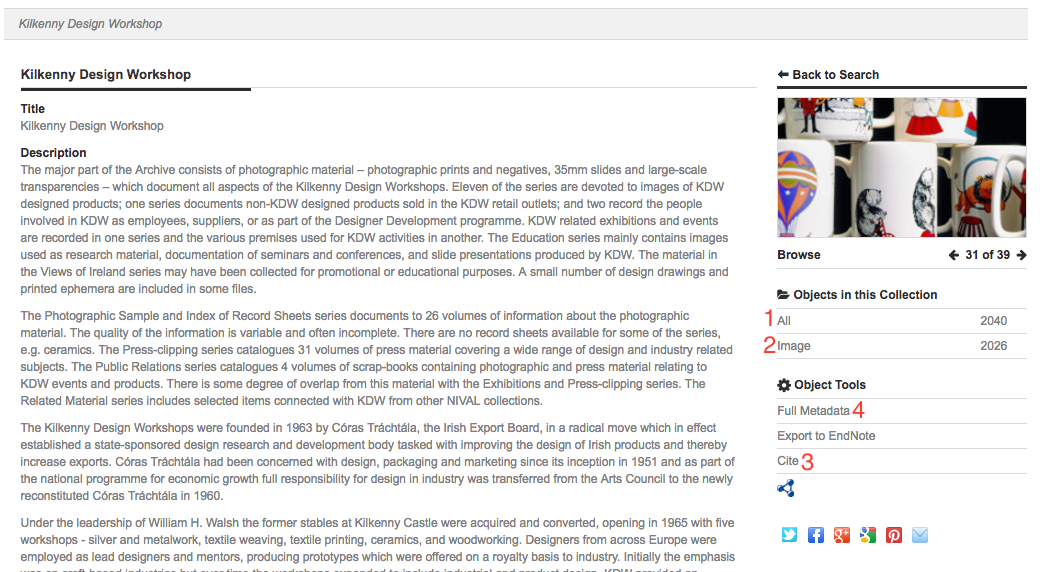 Kilkenny Design Workshop
Kilkenny Design Workshop
Title
Kilkenny Design Workshop
Description
The major part of the Archive consists of photographic material – photographic prints and negatives, 35mm slides and large-scale
transparencies – which document all aspects of the Kilkenny Design Workshops. Eleven of the series are devoted to images of KDW
designed products; one series documents non-KDW designed products sold in the KDW retail outlets; and two record the people
involved in KDW as employees, suppliers, or as part of the Designer Development programme. KDW related exhibitions and events
are recorded in one series and the various premises used for KDW activities in another. The Education series mainly contains images
used as research material, documentation of seminars and conferences, and slide presentations produced by KDW. The material in
the Views of Ireland series may have been collected for promotional or educational purposes. A small number of design drawings and
printed ephemera are included in some files.
The Photographic Sample and Index of Record Sheets series documents to 26 volumes of information about the photographic
material. The quality of the information is variable and often incomplete. There are no record sheets available for some of the series,
e.g. ceramics. The Press-clipping series catalogues 31 volumes of press material covering a wide range of design and industry related
subjects. The Public Relations series catalogues 4 volumes of scrap-books containing photographic and press material relating to
KDW events and products. There is some degree of overlap from this material with the Exhibitions and Press-clipping series. The
Related Material series includes selected items connected with KDW from other NIVAL collections.
The Kilkenny Design Workshops were founded in 1963 by Córas Tráchtála, the Irish Export Board, in a radical move which in effect
established a state-sponsored design research and development body tasked with improving the design of Irish products and thereby
increase exports. Córas Tráchtála had been concerned with design, packaging and marketing since its inception in 1951 and as part of
the national programme for economic growth full responsibility for design in industry was transferred from the Arts Council to the newly
reconstituted Córas Tráchtála in 1960.
Under the leadership of William H. Walsh the former stables at Kilkenny Castle were acquired and converted, opening in 1965 with five
workshops - silver and metalwork, textile weaving, textile printing, ceramics, and woodworking. Designers from across Europe were
employed as lead designers and mentors, producing prototypes which were offered on a royalty basis to industry. Initially the emphasis
Back to Search
Browse 31 of 39
Objects in this Collection
1 All 2040
2 Image 2026
Object Tools
Full Metadata 4
Export to EndNote
Cite 3